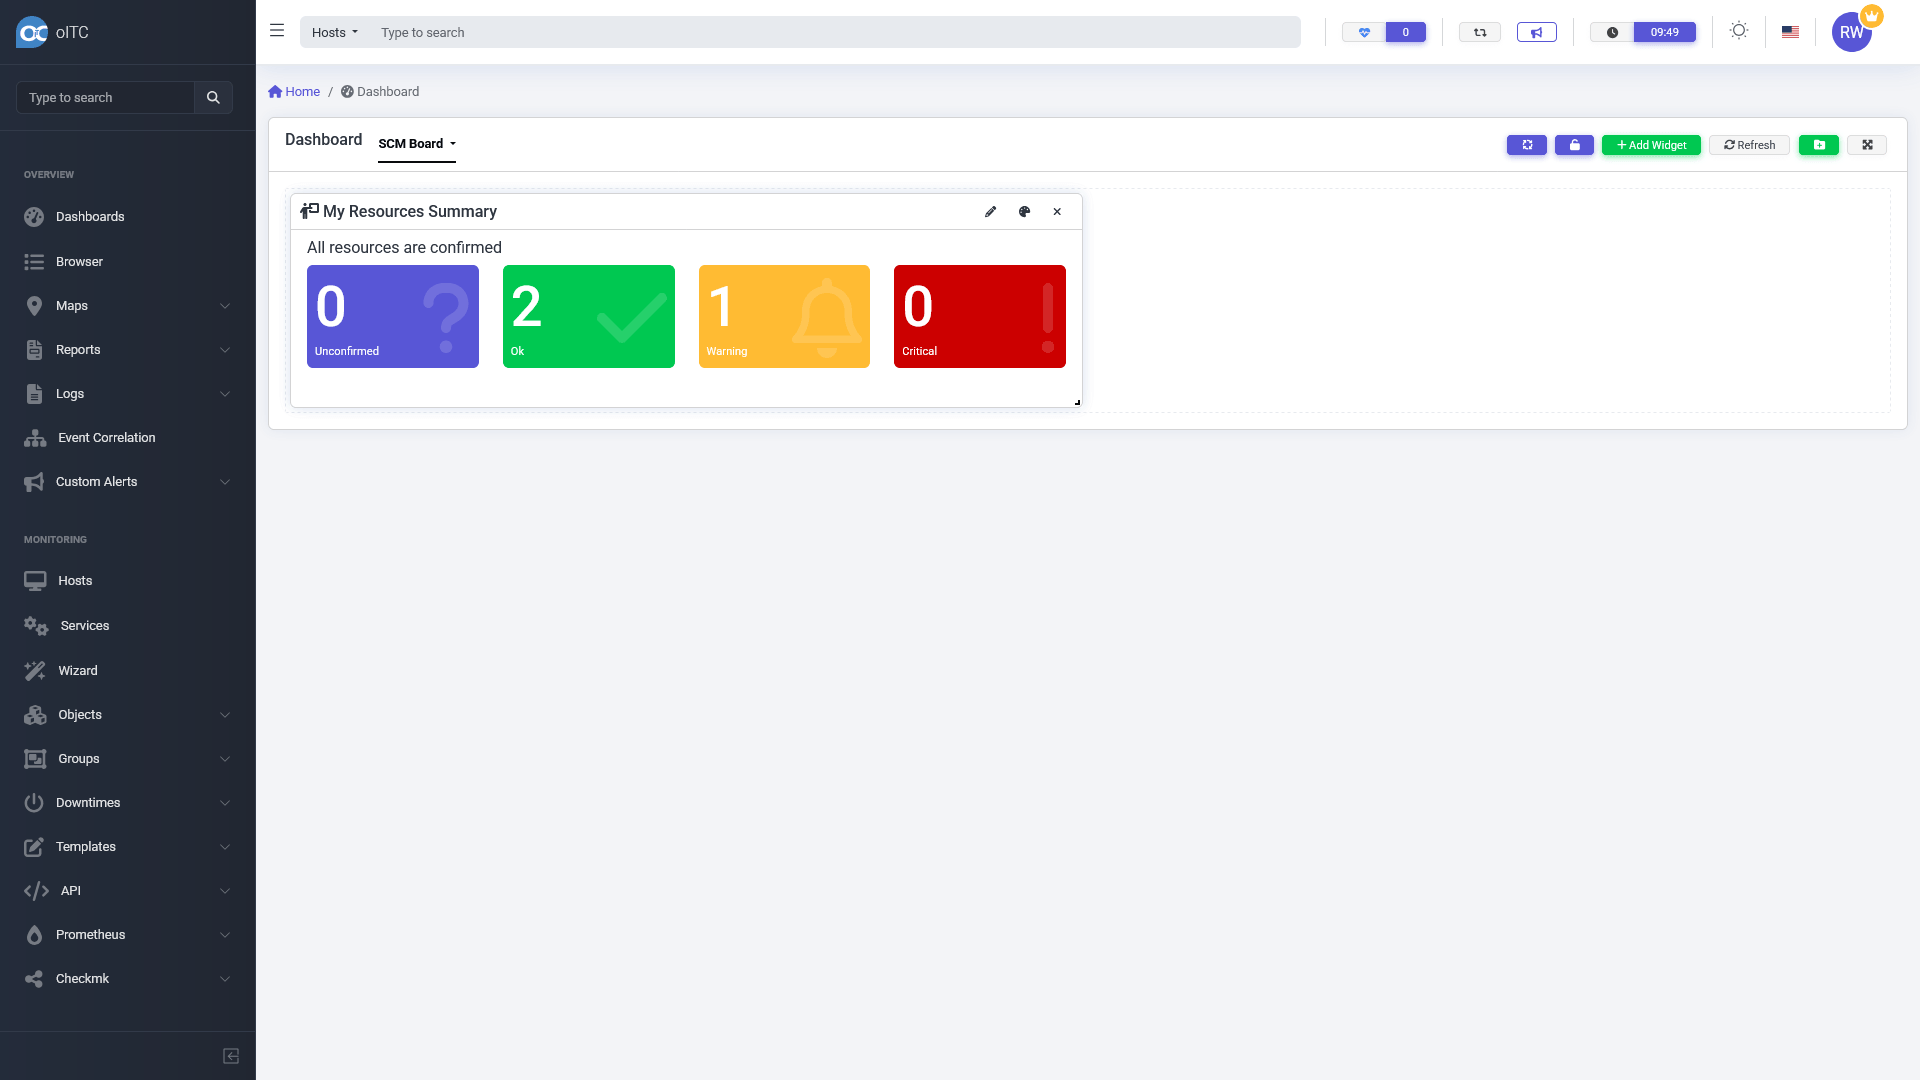 oITC
Type to search
OVERVIEW
Dashboards
Browser
Maps
Reports
Logs
Event Correlation
Custom Alerts
MONITORING
Hosts
Services
Wizard
Objects
Groups
Downtimes
Templates
API
Prometheus
Checkmk
Hosts Type to search
0
09:49
RW
Home / Dashboard
Dashboard SCM Board
Add Widget Refresh
My Resources Summary
All resources are confirmed
0 2 1 0
Unconfirmed Ok Warning Critical